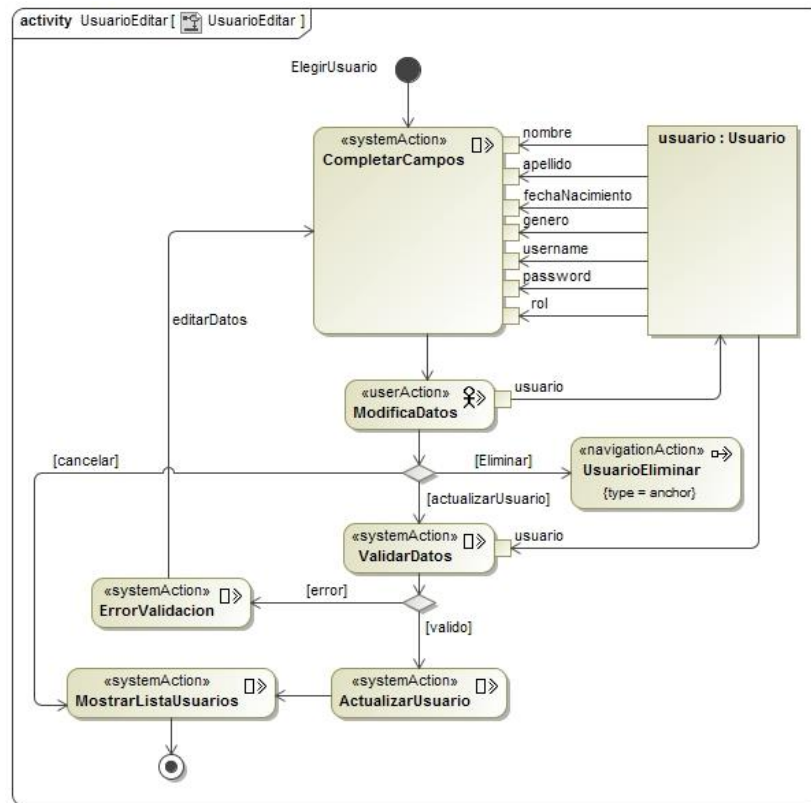 activity UsuarioEditar [ UsuarioEditar ]
ElegirUsuario
«systemAction»
CompletarCampos
nombre
apellido
fechaNacimiento
genero
username
password
rol
usuario : Usuario
editarDatos
«userAction»
ModificaDatos
usuario
[cancelar]
[Eliminar]
«navigationAction»
UsuarioEliminar
{type = anchor}
[actualizarUsuario]
«systemAction»
ValidarDatos
usuario
[error]
«systemAction»
ErrorValidacion
[valido]
«systemAction»
MostrarListaUsuarios
«systemAction»
ActualizarUsuario